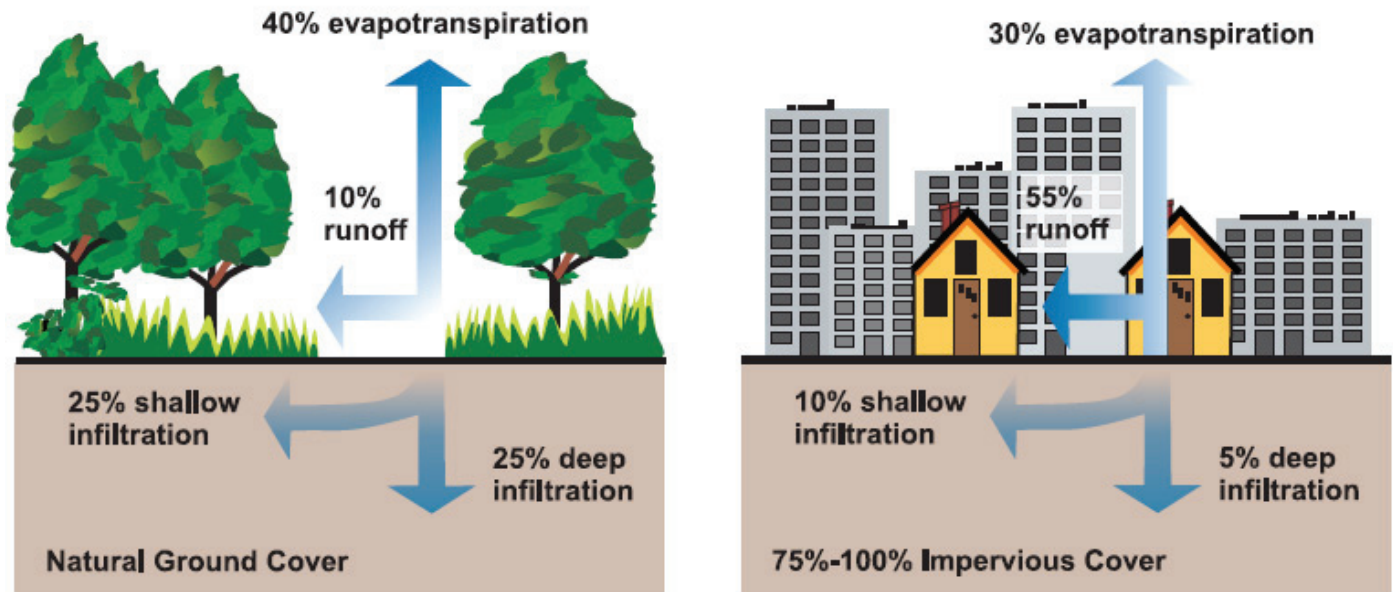 40% evapotranspiration
10%
runoff
25% shallow
infiltration
25% deep
infiltration
Natural Ground Cover
30% evapotranspiration
55%
runoff
10% shallow
infiltration
5% deep
infiltration
75%-100% Impervious Cover